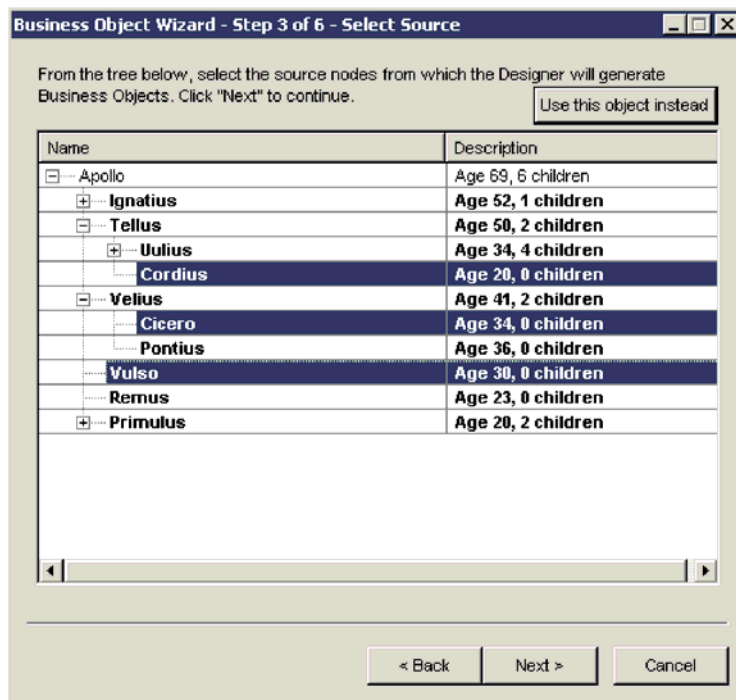 Business Object Wizard - Step 3 of 6 - Select Source
From the tree below, select the source nodes from which the Designer will generate
Business Objects. Click "Next" to continue.
Use this object instead
Name Description
Apollo Age 69, 6 children
Ignatius Age 52, 1 children
Tellus Age 50, 2 children
Uulius Age 34, 4 children
Cordius Age 20, 0 children
Velius Age 41, 2 children
Cicero Age 34, 0 children
Pontius Age 36, 0 children
Vulso Age 30, 0 children
Remus Age 23, 0 children
Primulus Age 20, 2 children
< Back Next > Cancel